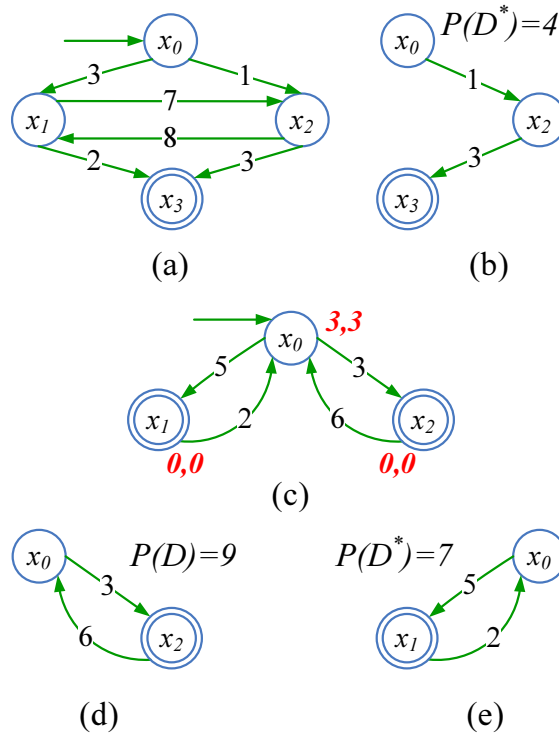 x0
P(D*)=4
x0
3
1
1
7
x1
x2
x2
8
2
3
3
x3
x3
(a)
(b)
3,3
x0
5
3
x1
2
6
x2
0,0
0,0
(c)
x0
P(D)=9
P(D*)=7
x0
3
5
6
x2
x1
2
(d)
(e)